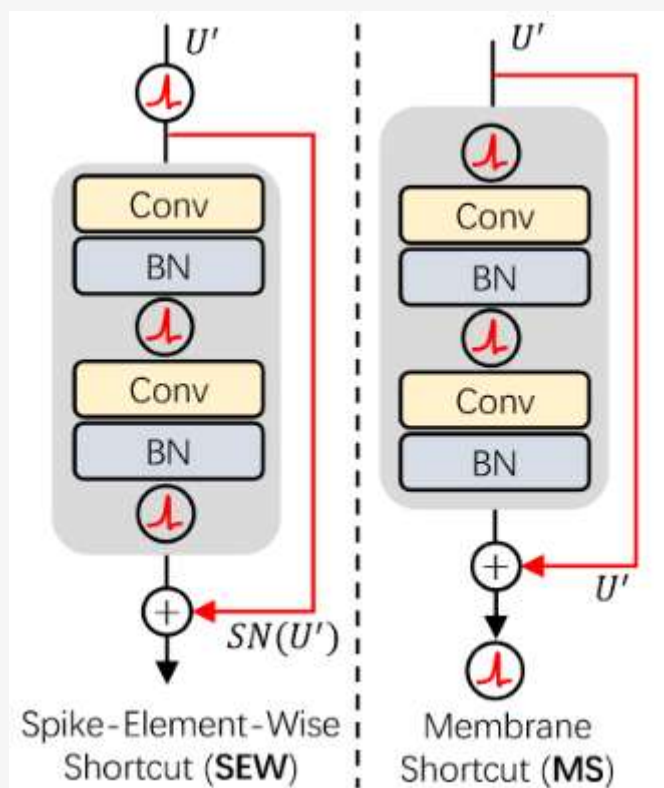 U'
Conv
BN
Conv
BN
SN(U')
Spike-Element-Wise
Shortcut (SEW)
U'
Conv
BN
Conv
BN
U'
Membrane
Shortcut (MS)